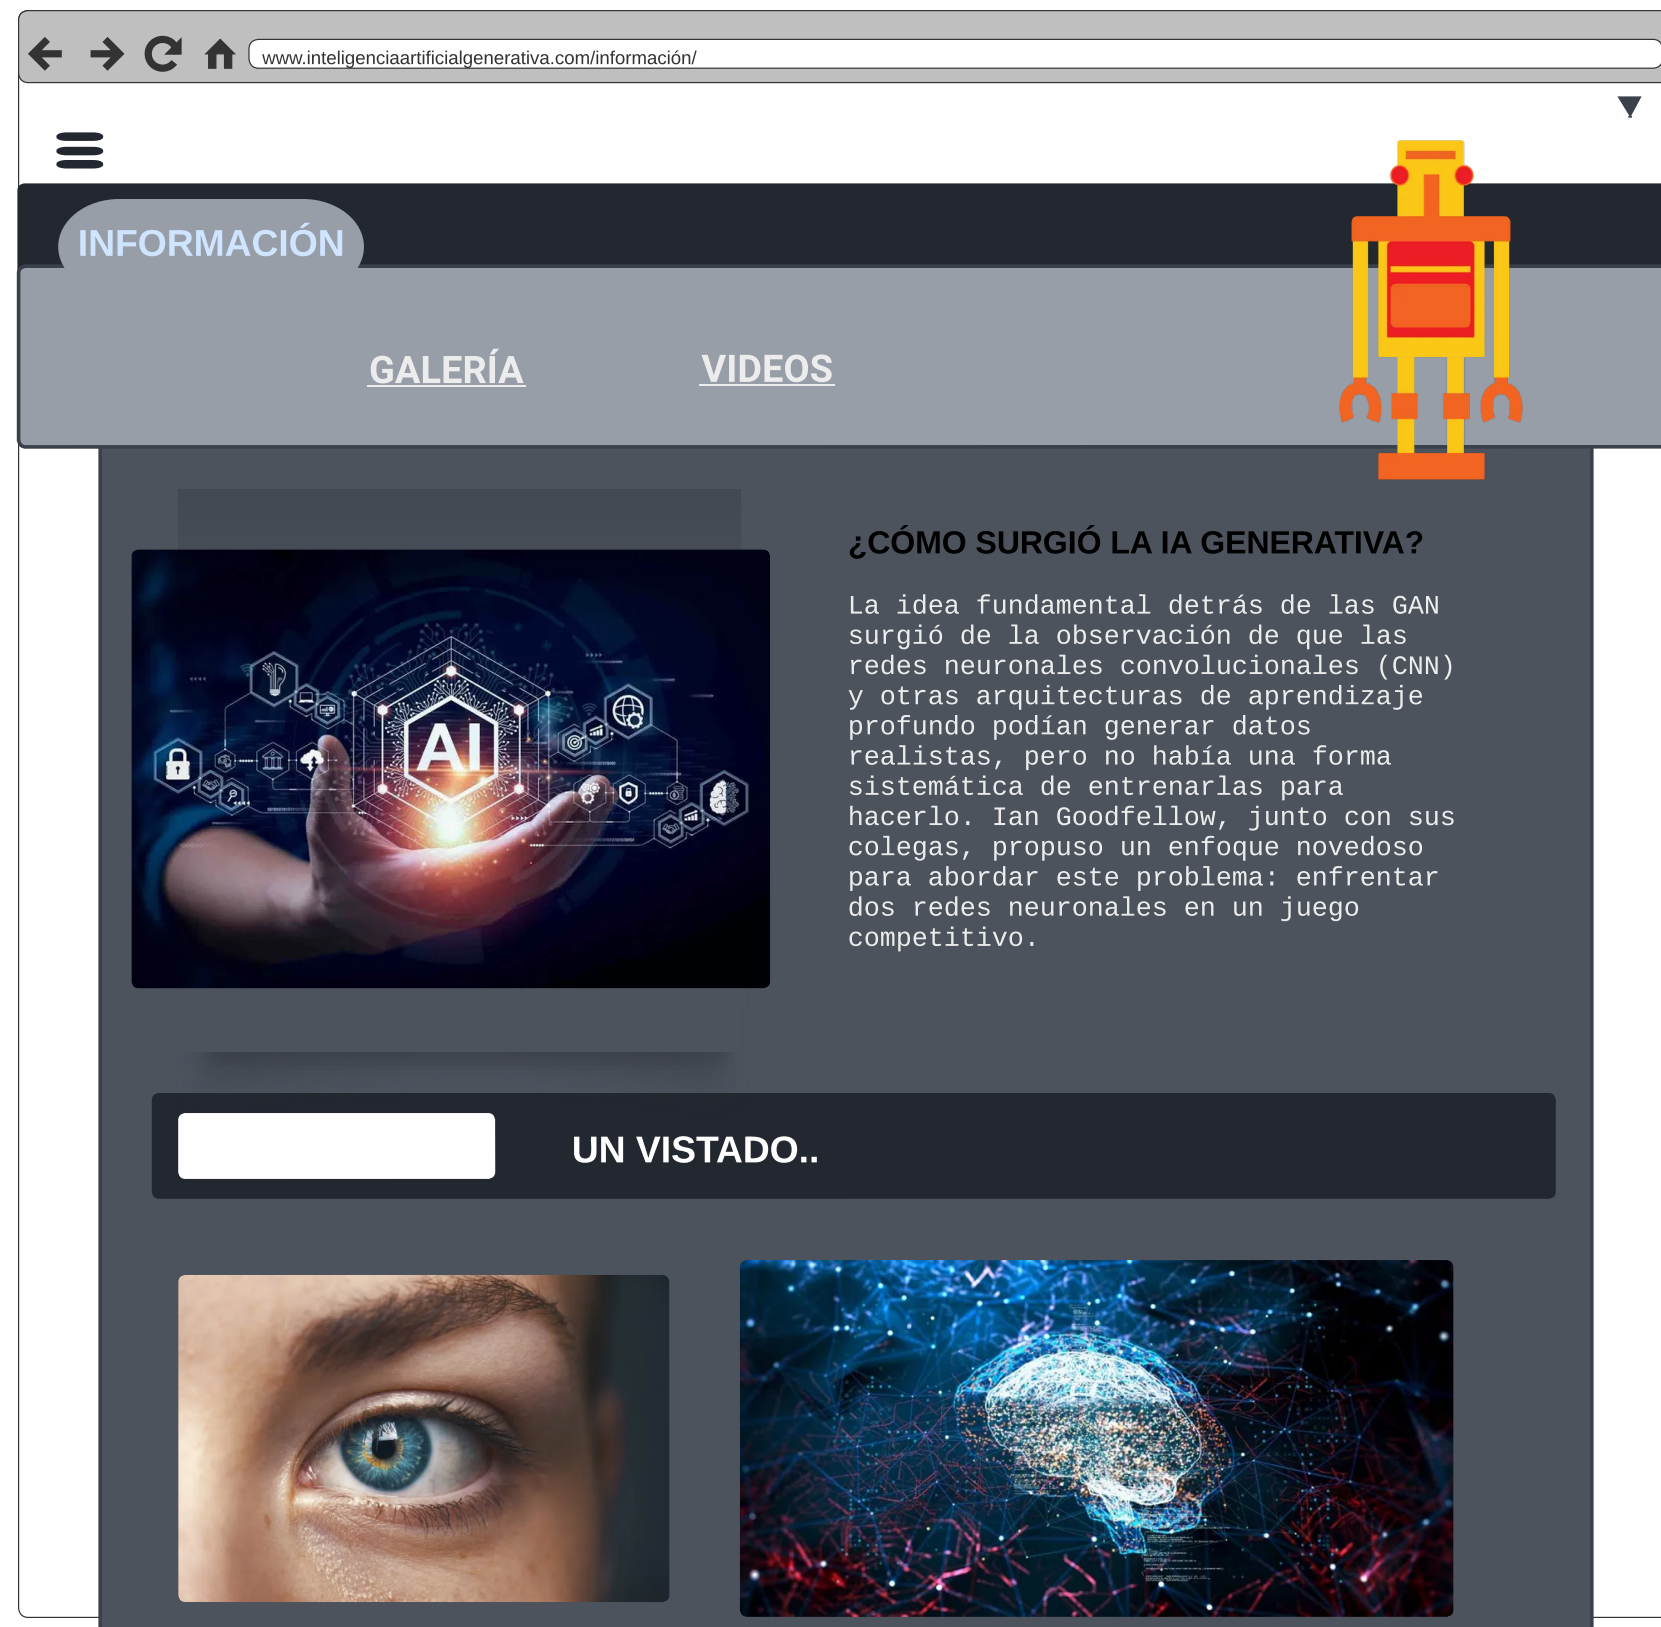 www.inteligenciaartificialgenerativa.com/información/
INFORMACIÓN
GALERÍA
VIDEOS
¿CÓMO SURGIÓ LA IA GENERATIVA?
La idea fundamental detrás de las GAN
surgió de la observación de que las
redes neuronales convolucionales (CNN)
y otras arquitecturas de aprendizaje
profundo podían generar datos
realistas, pero no había una forma
sistemática de entrenarlas para
hacerlo. Ian Goodfellow, junto con sus
colegas, propuso un enfoque novedoso
para abordar este problema: enfrentar
dos redes neuronales en un juego
competitivo.
AI
UN VISTADO..